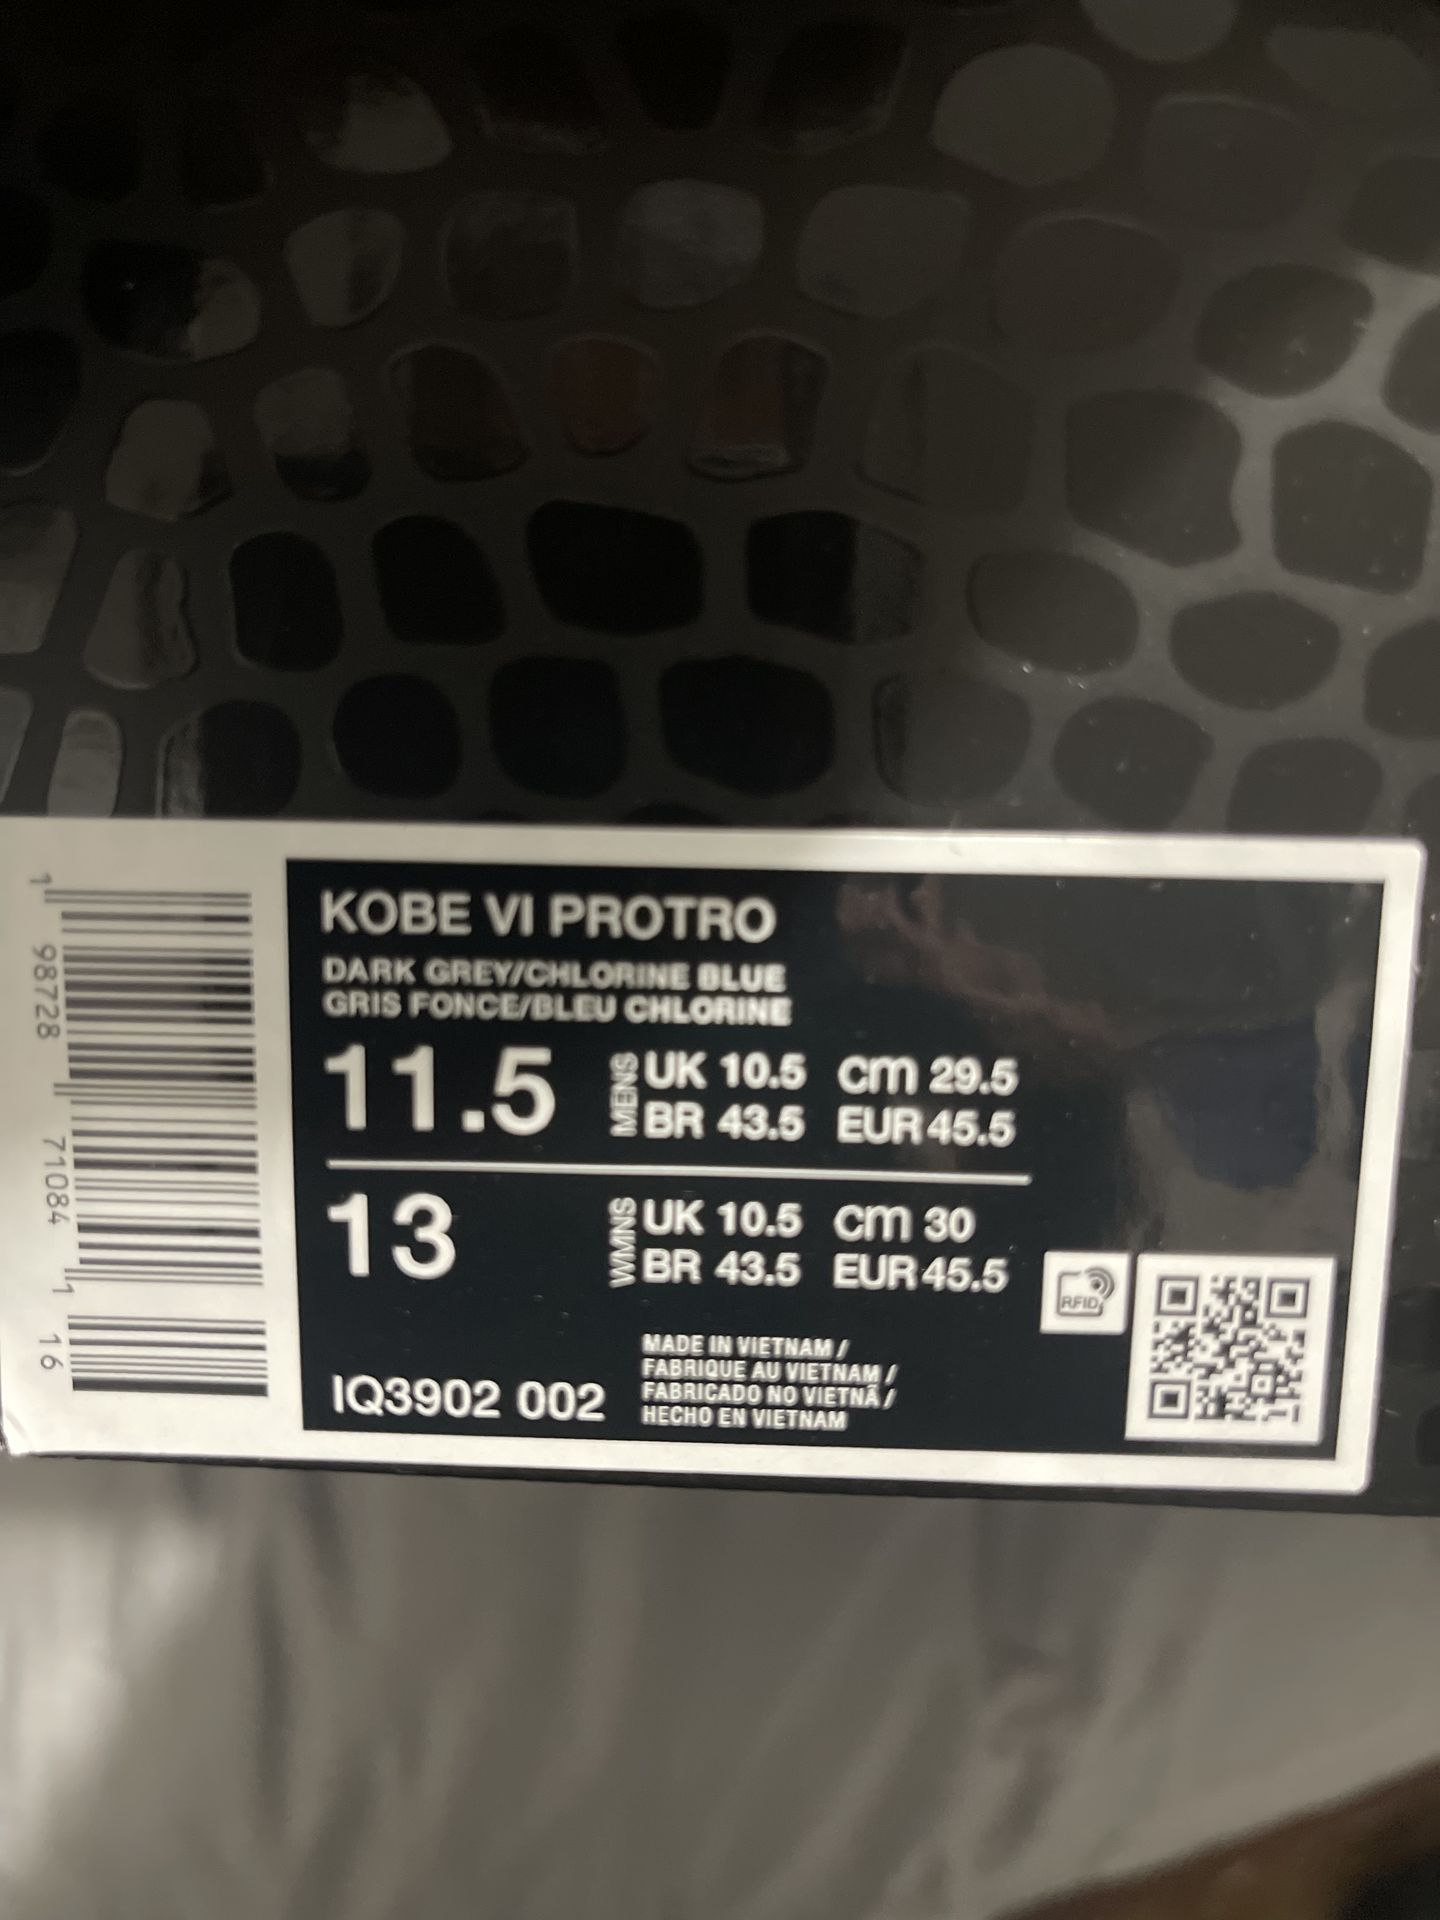 KOBE VI PROTRO
DARK GREY/CHLORINE BLUE
GRIS FONCE/BLEU CHLORINE
11.5 MENS UK 10.5 cm 29.5
BR 43.5 EUR 45.5
13 WMNS UK 10.5 cm 30
BR 43.5 EUR 45.5
IQ3902 002
MADE IN VIETNAM /
FABRIQUE AU VIETNAM /
FABRICADO NO VIETNÃ /
HECHO EN VIETNAM
RFID
1 98728 71084 1 16